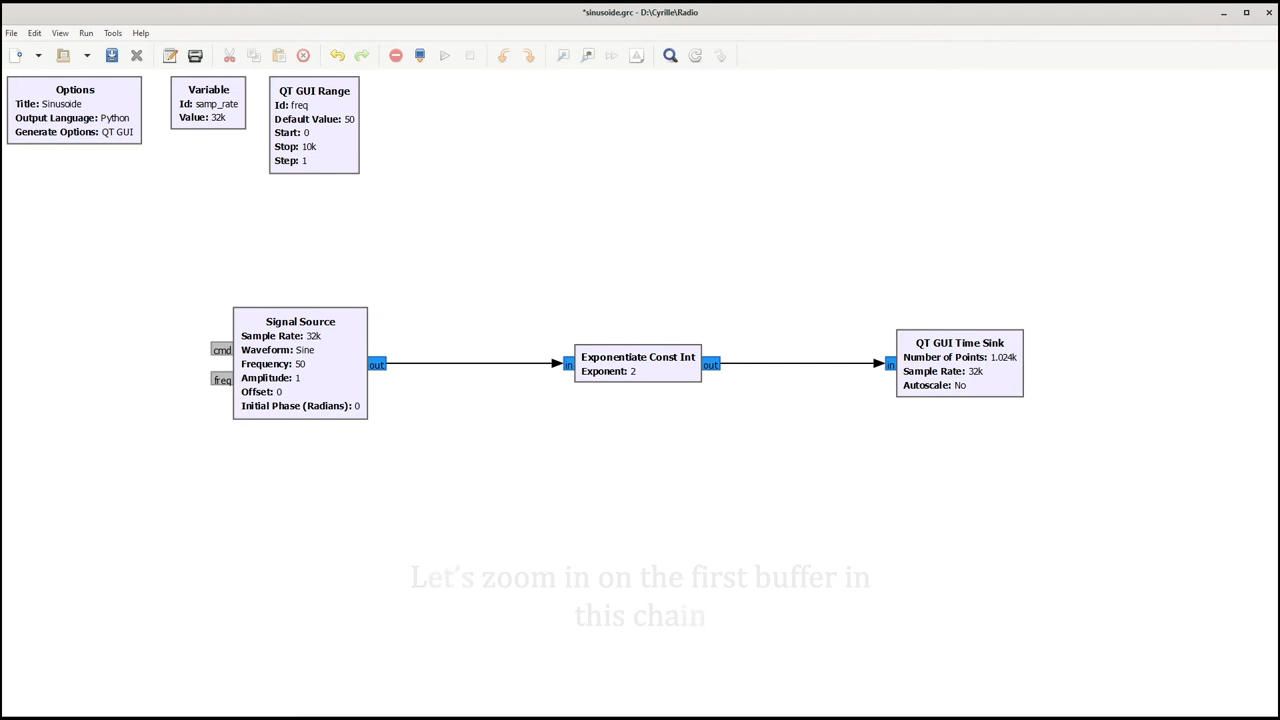 *sinusoide.grc - D:\Cyrille\Radio
File Edit View Run Tools Help
Options
Title: Sinusoide
Output Language: Python
Generate Options: QT GUI
Variable
Id: samp_rate
Value: 32k
QT GUI Range
Id: freq
Default Value: 50
Start: 0
Stop: 10k
Step: 1
Signal Source
Sample Rate: 32k
Waveform: Sine
Frequency: 50
Amplitude: 1
Offset: 0
Initial Phase (Radians): 0
cmd
freq
out
in
Exponentiate Const Int
Exponent: 2
out
in
QT GUI Time Sink
Number of Points: 1.024k
Sample Rate: 32k
Autoscale: No
Let's zoom in on the first buffer in
this chain